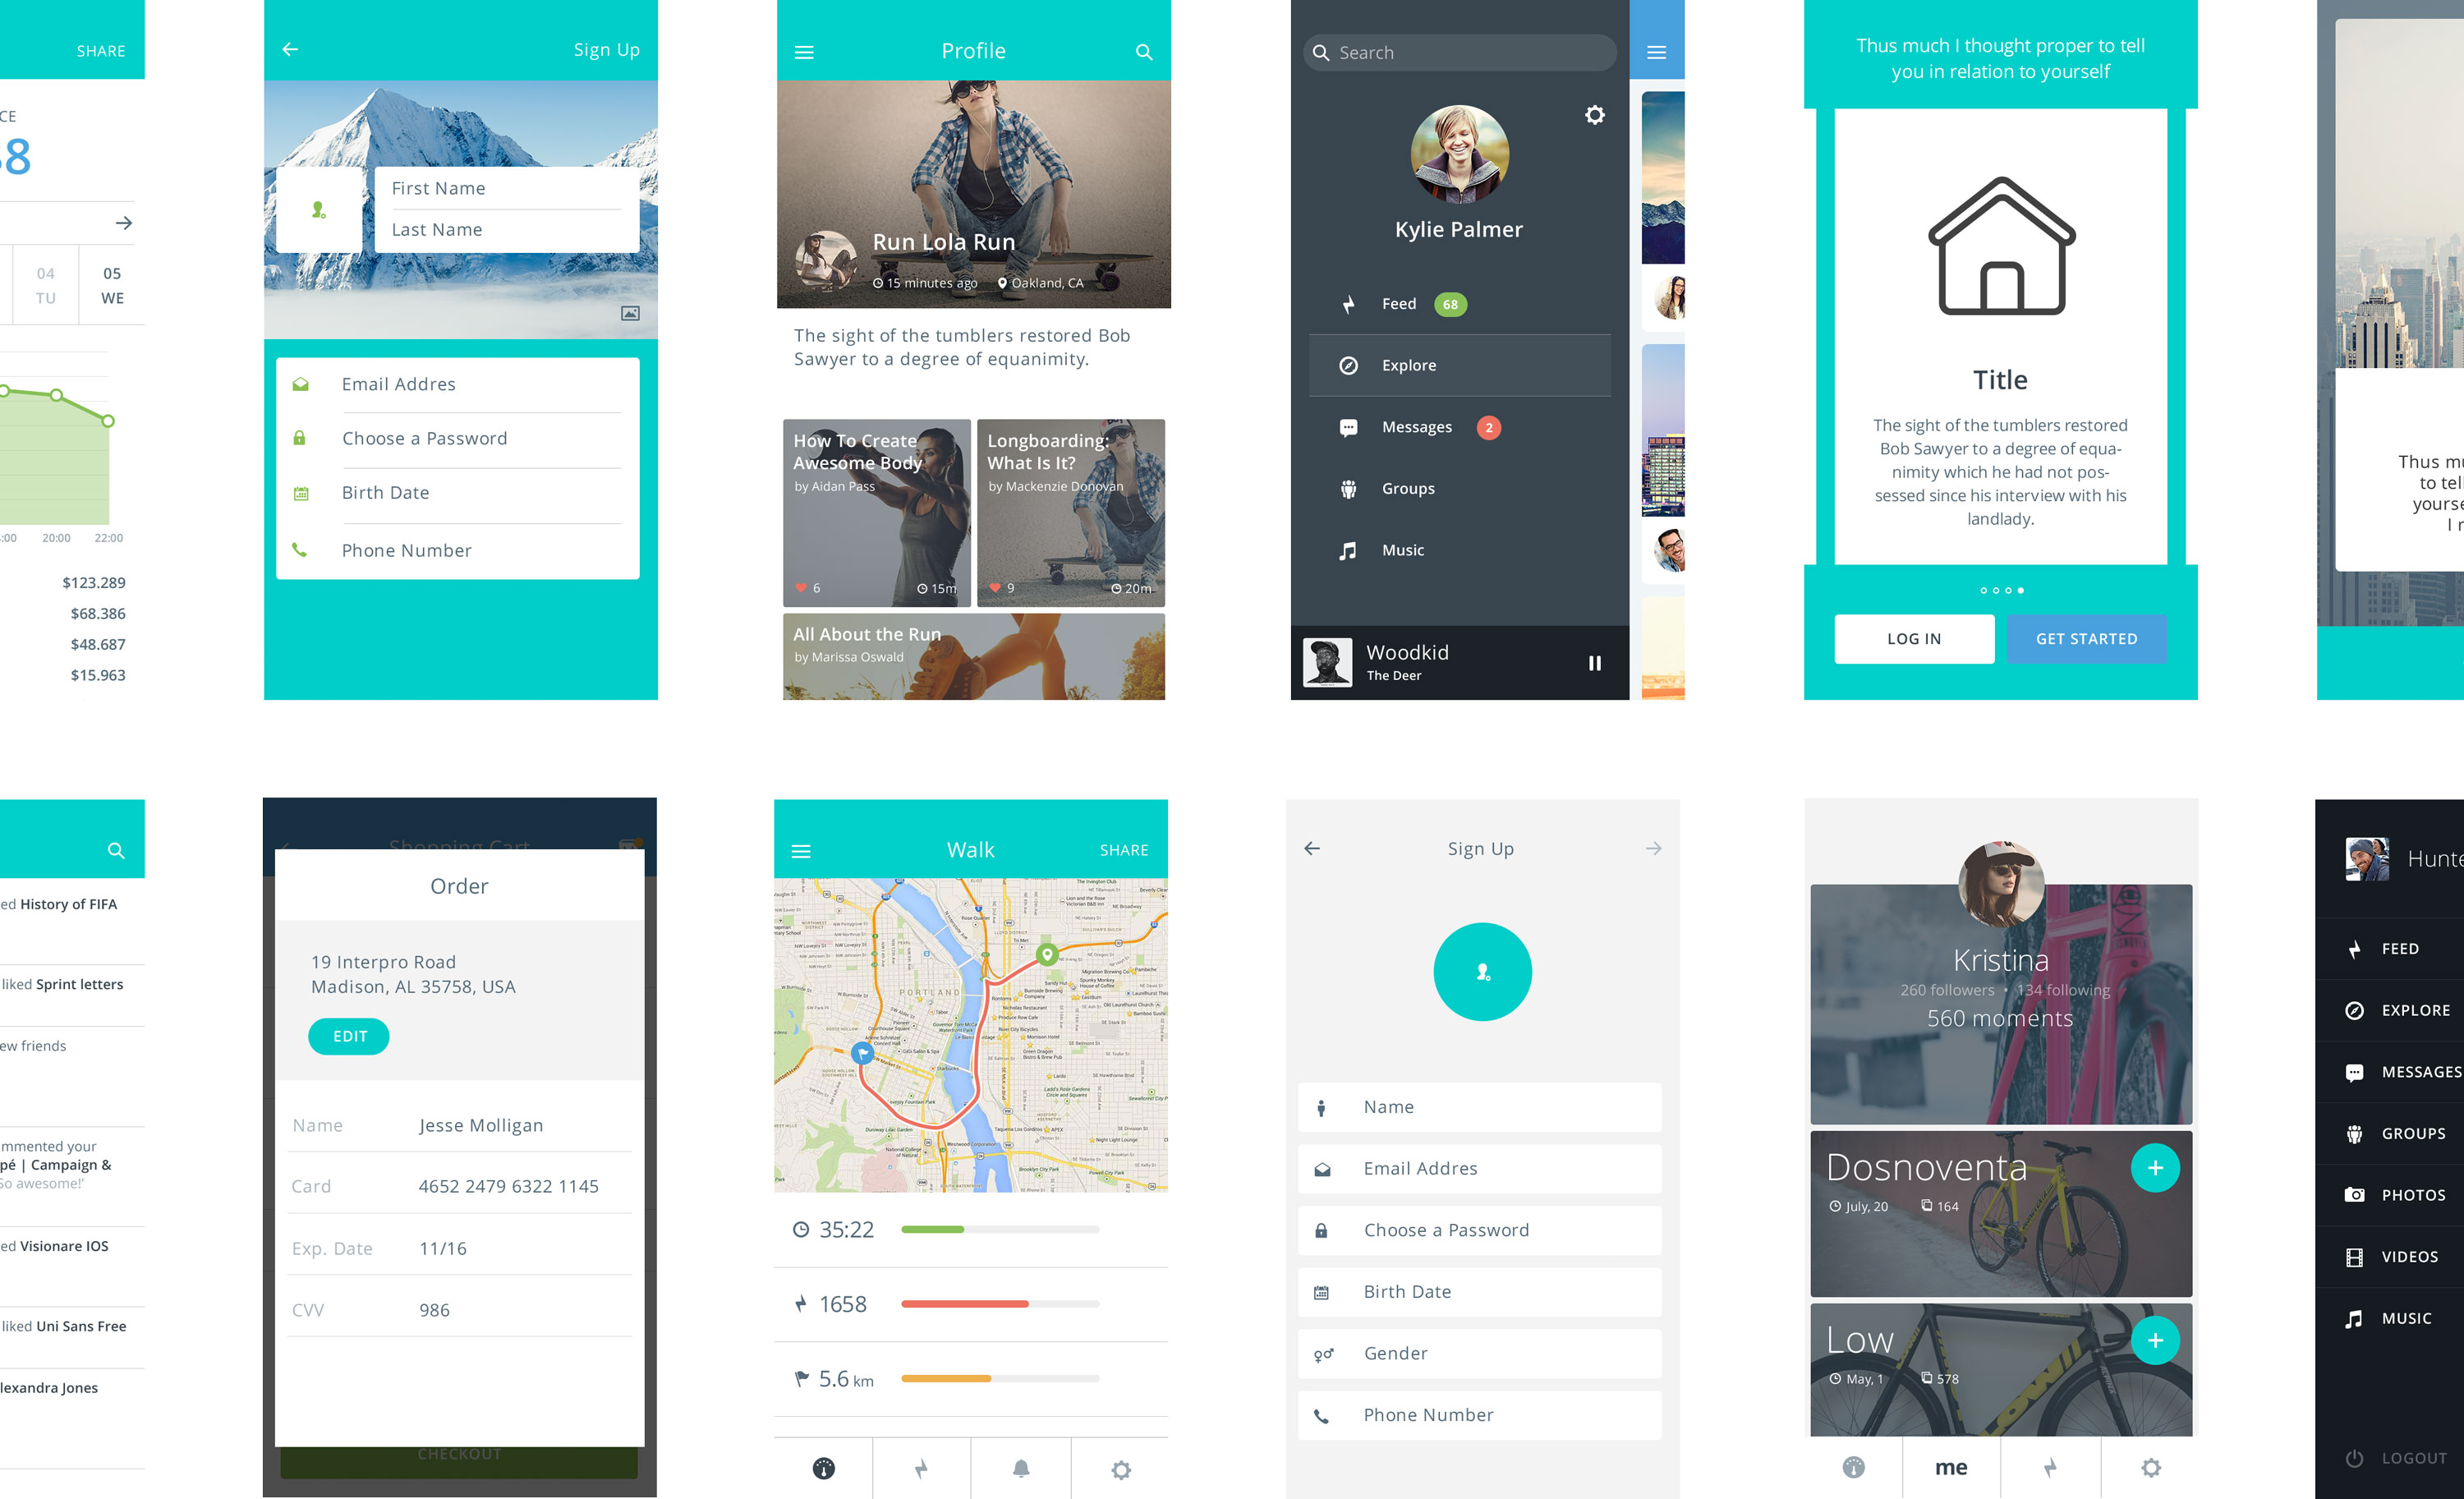 SHARE
CE
8
04
TU
05
WE
:00
20:00
22:00
$123.289
$68.386
$48.687
$15.963
Sign Up
First Name
Last Name
Email Addres
Choose a Password
Birth Date
Phone Number
Profile
Run Lola Run
15 minutes ago
Oakland, CA
The sight of the tumblers restored Bob
Sawyer to a degree of equanimity.
How To Create
Awesome Body
by Aidan Pass
6
15m
Longboarding:
What Is It?
by Mackenzie Donovan
9
20m
All About the Run
by Marissa Oswald
Search
Kylie Palmer
Feed 68
Explore
Messages 2
Groups
Music
Woodkid
The Deer
Thus much I thought proper to tell
you in relation to yourself
Title
The sight of the tumblers restored
Bob Sawyer to a degree of equa-
nimity which he had not pos-
sessed since his interview with his
landlady.
LOG IN
GET STARTED
Thus mu
to tel
yourse
I r
ed History of FIFA
liked Sprint letters
ew friends
mmented your
pé | Campaign &
So awesome!'
ed Visionare IOS
liked Uni Sans Free
lexandra Jones
Shopping Cart
Order
19 Interpro Road
Madison, AL 35758, USA
EDIT
Name Jesse Molligan
Card 4652 2479 6322 1145
Exp. Date 11/16
CVV 986
CHECKOUT
Walk
SHARE
PORTLAND
35:22
1658
5.6 km
Sign Up
Name
Email Addres
Choose a Password
Birth Date
Gender
Phone Number
Kristina
260 followers • 134 following
560 moments
Dosnoventa
July, 20
164
Low
May, 1
578
me
Hunte
FEED
EXPLORE
MESSAGES
GROUPS
PHOTOS
VIDEOS
MUSIC
LOGOUT